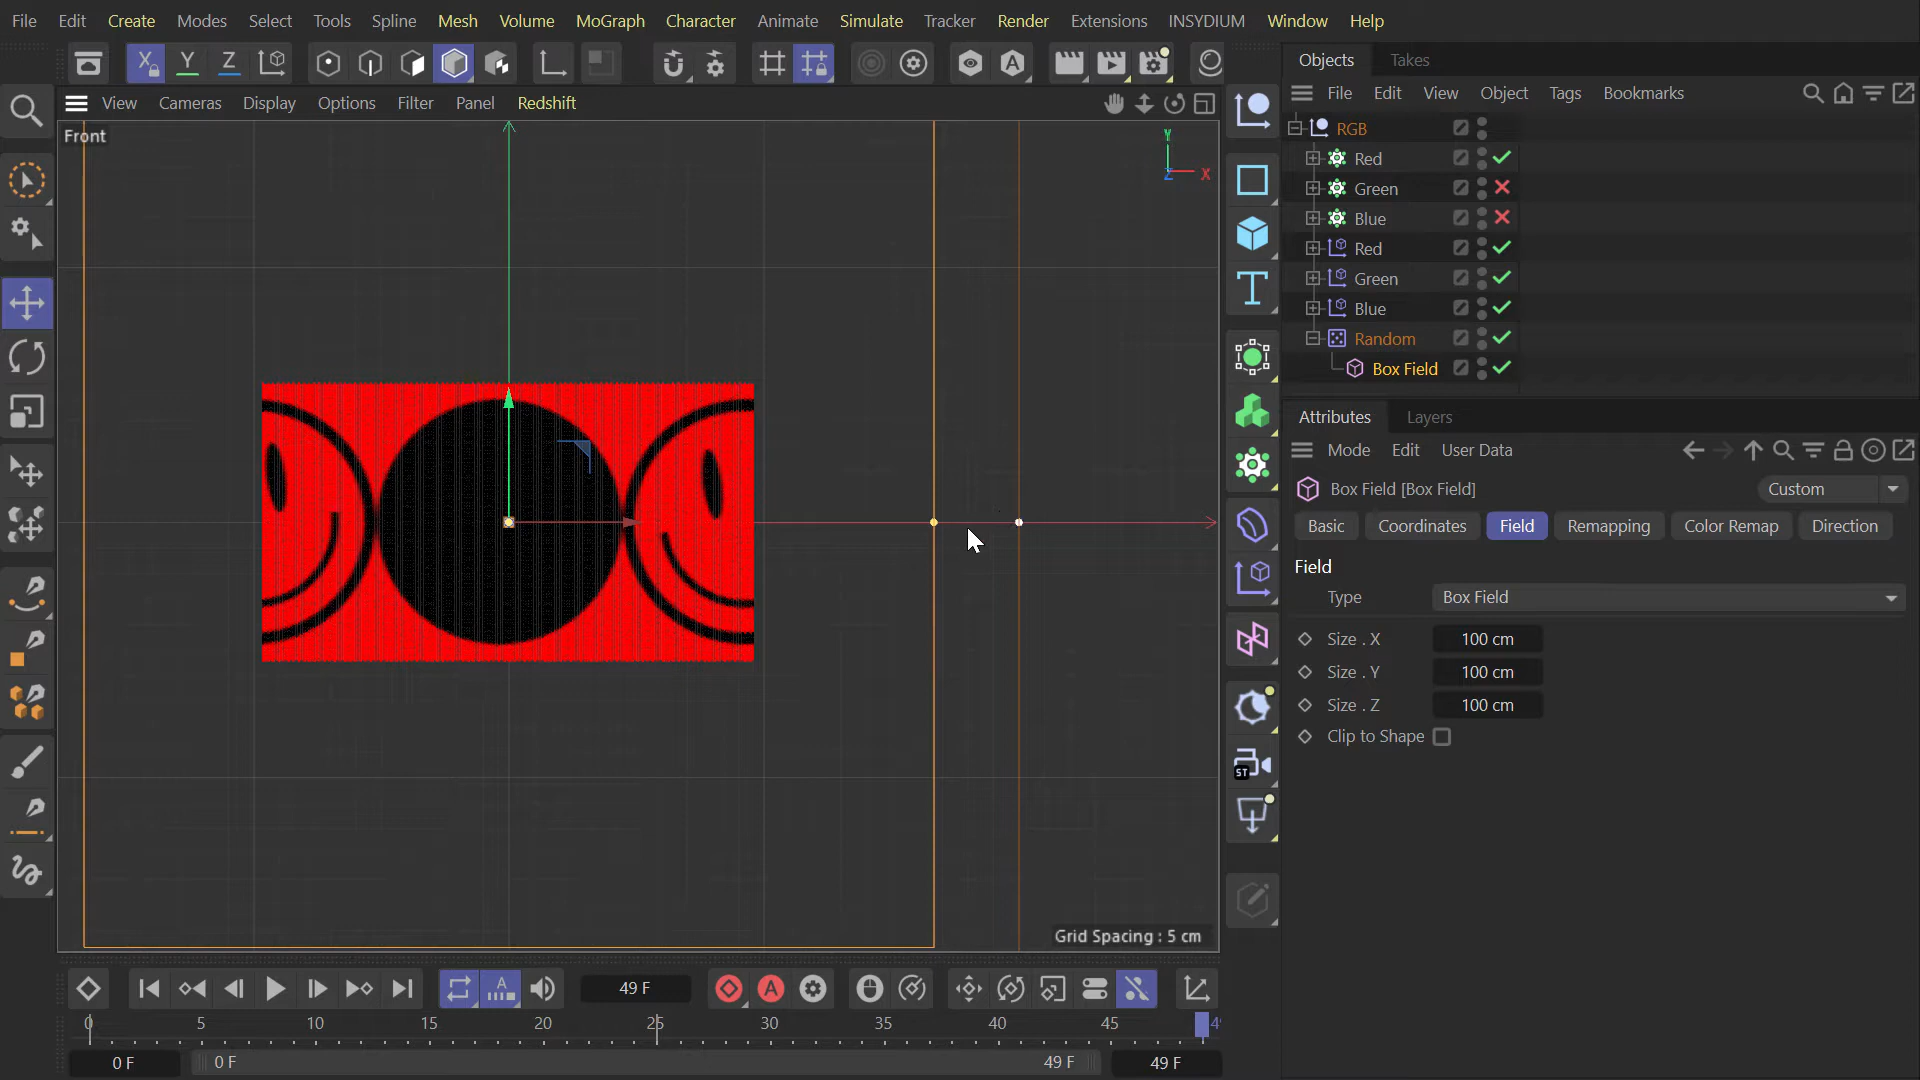 File Edit Create Modes Select Tools Spline Mesh Volume MoGraph Character Animate Simulate Tracker Render Extensions INSYDIUM Window Help
X Y Z A
Objects Takes
View Cameras Display Options Filter Panel Redshift
File Edit View Object Tags Bookmarks
Front
Y
Z X
RGB
Red
Green
Blue
Red
Green
Blue
Random
Box Field
T
Attributes Layers
Mode Edit User Data
Box Field [Box Field] Custom
Basic Coordinates Field Remapping Color Remap Direction
Field
Type Box Field
Size . X 100 cm
Size . Y 100 cm
Size . Z 100 cm
Clip to Shape
ST
Grid Spacing : 5 cm
A 49 F A
0 5 10 15 20 25 30 35 40 45 49
0 F 0 F 49 F 49 F